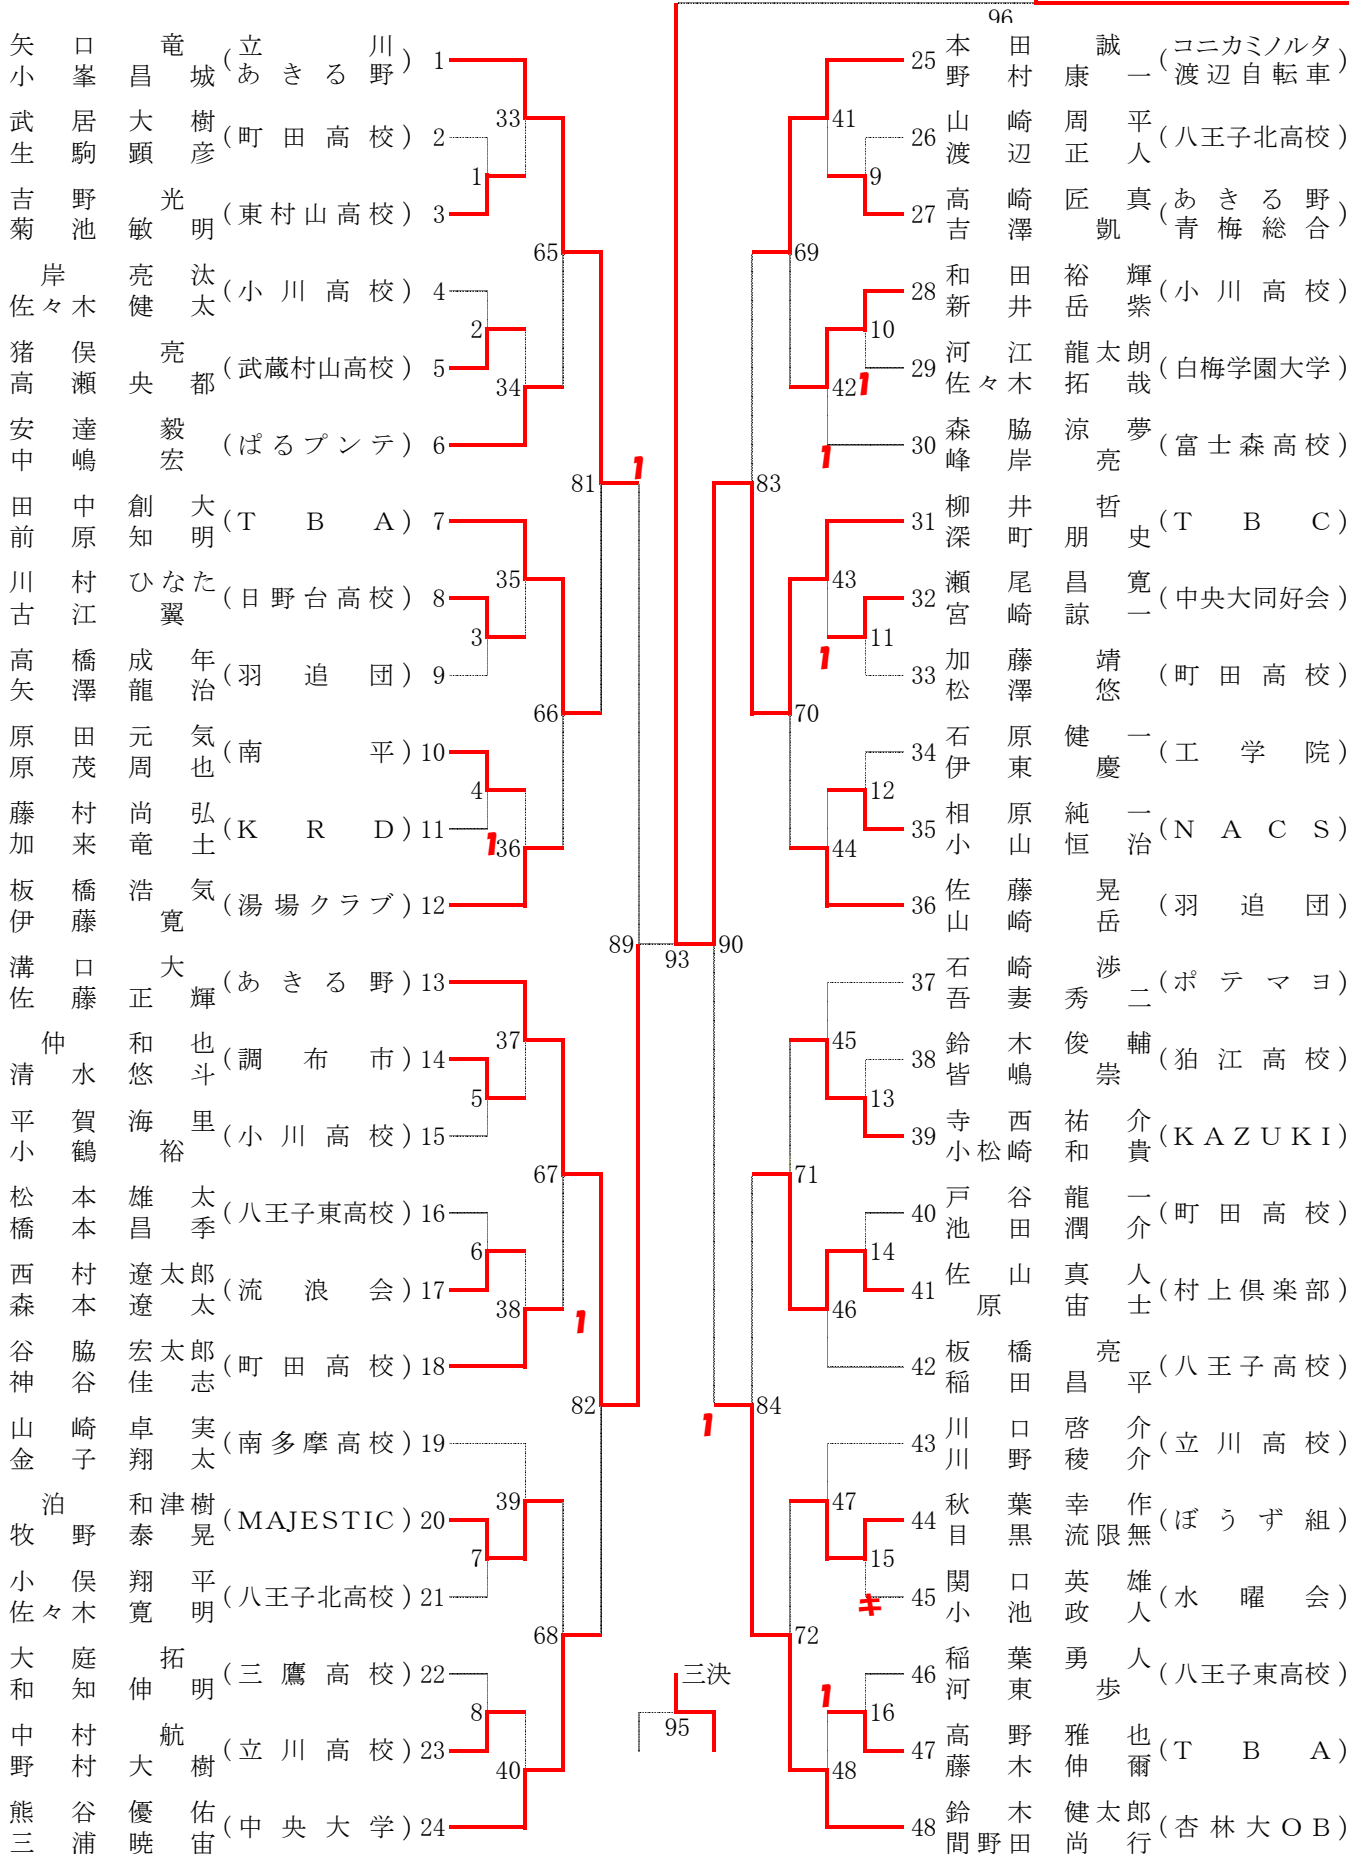 96
矢口竜 (立川) 1
小峯昌城 (あきる野)
33
武居大樹 (町田高校) 2
生駒顕彦
1
吉野光 (東村山高校) 3
菊池敏明
65
岸亮汰 (小川高校) 4
佐々木健太
2
猪俣亮 (武蔵村山高校) 5
高瀬央都
34
安達毅 (ぱるプンテ) 6
中嶋宏
81
1
田中創大 (TBA) 7
前原知明
35
川村ひなた (日野台高校) 8
古江翼
3
高橋成年 (羽追団) 9
矢澤龍治
66
原田元気 (南平) 10
原茂周也
4
藤村尚弘 (KRD) 11
加来竜土
1
36
板橋浩気 (湯場クラブ) 12
伊藤寛
89
93
90
溝口大 (あきる野) 13
佐藤正輝
37
仲和也 (調布市) 14
清水悠斗
5
平賀海里 (小川高校) 15
小鶴裕
67
松本雄太 (八王子東高校) 16
橋本昌季
6
西村遼太郎 (流浪会) 17
森本遼太
38
1
谷脇宏太郎 (町田高校) 18
神谷佳志
82
山崎卓実 (南多摩高校) 19
金子翔太
39
泊和津樹 (MAJESTIC) 20
牧野泰晃
7
小俣翔平 (八王子北高校) 21
佐々木寛明
68
大庭拓 (三鷹高校) 22
和知伸明
8
中村航 (立川高校) 23
野村大樹
40
熊谷優佑 (中央大学) 24
三浦暁宙
三決
95
25 本田誠 (コニカミノルタ)
野村康一 (渡辺自転車)
41
26 山崎周平 (八王子北高校)
渡辺正人
9
27 高崎匠真 (あきる野)
吉澤凱 (青梅総合)
69
28 和田裕輝 (小川高校)
新井岳紫
10
29 河江龍太朗 (白梅学園大学)
佐々木拓哉
42
1
30 森脇涼夢 (富士森高校)
峰岸亮
1
83
31 柳井哲 (TBC)
深町朋史
43
32 瀬尾昌寛 (中央大同好会)
宮崎諒一
11
1
33 加藤靖 (町田高校)
松澤悠
70
34 石原健一 (工学院)
伊東慶
12
35 相原純一 (NACS)
小山恒治
44
36 佐藤晃 (羽追団)
山崎岳
37 石崎渉 (ポテマヨ)
吾妻秀二
45
38 鈴木俊輔 (狛江高校)
皆嶋崇
13
39 寺西祐介 (KAZUKI)
小松崎和貴
71
40 戸谷龍一 (町田高校)
池田潤介
14
41 佐山真人 (村上倶楽部)
原宙士
46
42 板橋亮 (八王子高校)
稲田昌平
84
1
43 川口啓介 (立川高校)
川野稜介
47
44 秋葉幸作 (ぼうず組)
目黒流限無
15
45 関口英雄 (水曜会)
小池政人
キ
72
46 稲葉勇人 (八王子東高校)
河東歩
1
16
47 高野雅也 (TBA)
藤木伸爾
48
48 鈴木健太郎 (杏林大OB)
間野田尚行